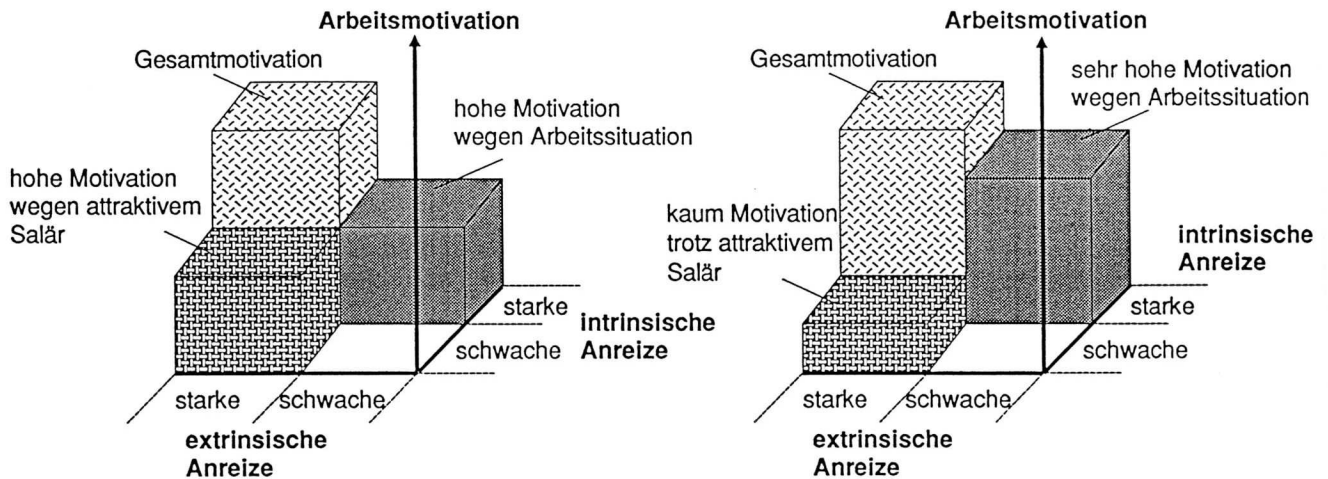 Arbeitsmotivation
Gesamtmotivation
hohe Motivation
wegen Arbeitssituation
hohe Motivation
wegen attraktivem
Salär
starke
schwache
intrinsische
Anreize
starke
schwache
extrinsische
Anreize
Arbeitsmotivation
Gesamtmotivation
sehr hohe Motivation
wegen Arbeitssituation
kaum Motivation
trotz attraktivem
Salär
intrinsische
Anreize
starke
schwache
starke
schwache
extrinsische
Anreize